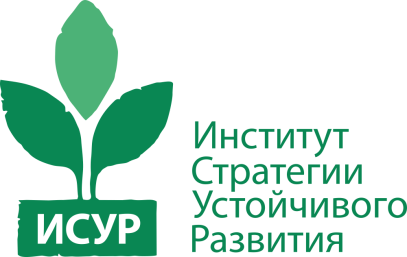 ИСУР
Институт
Стратегии
Устойчивого
Развития